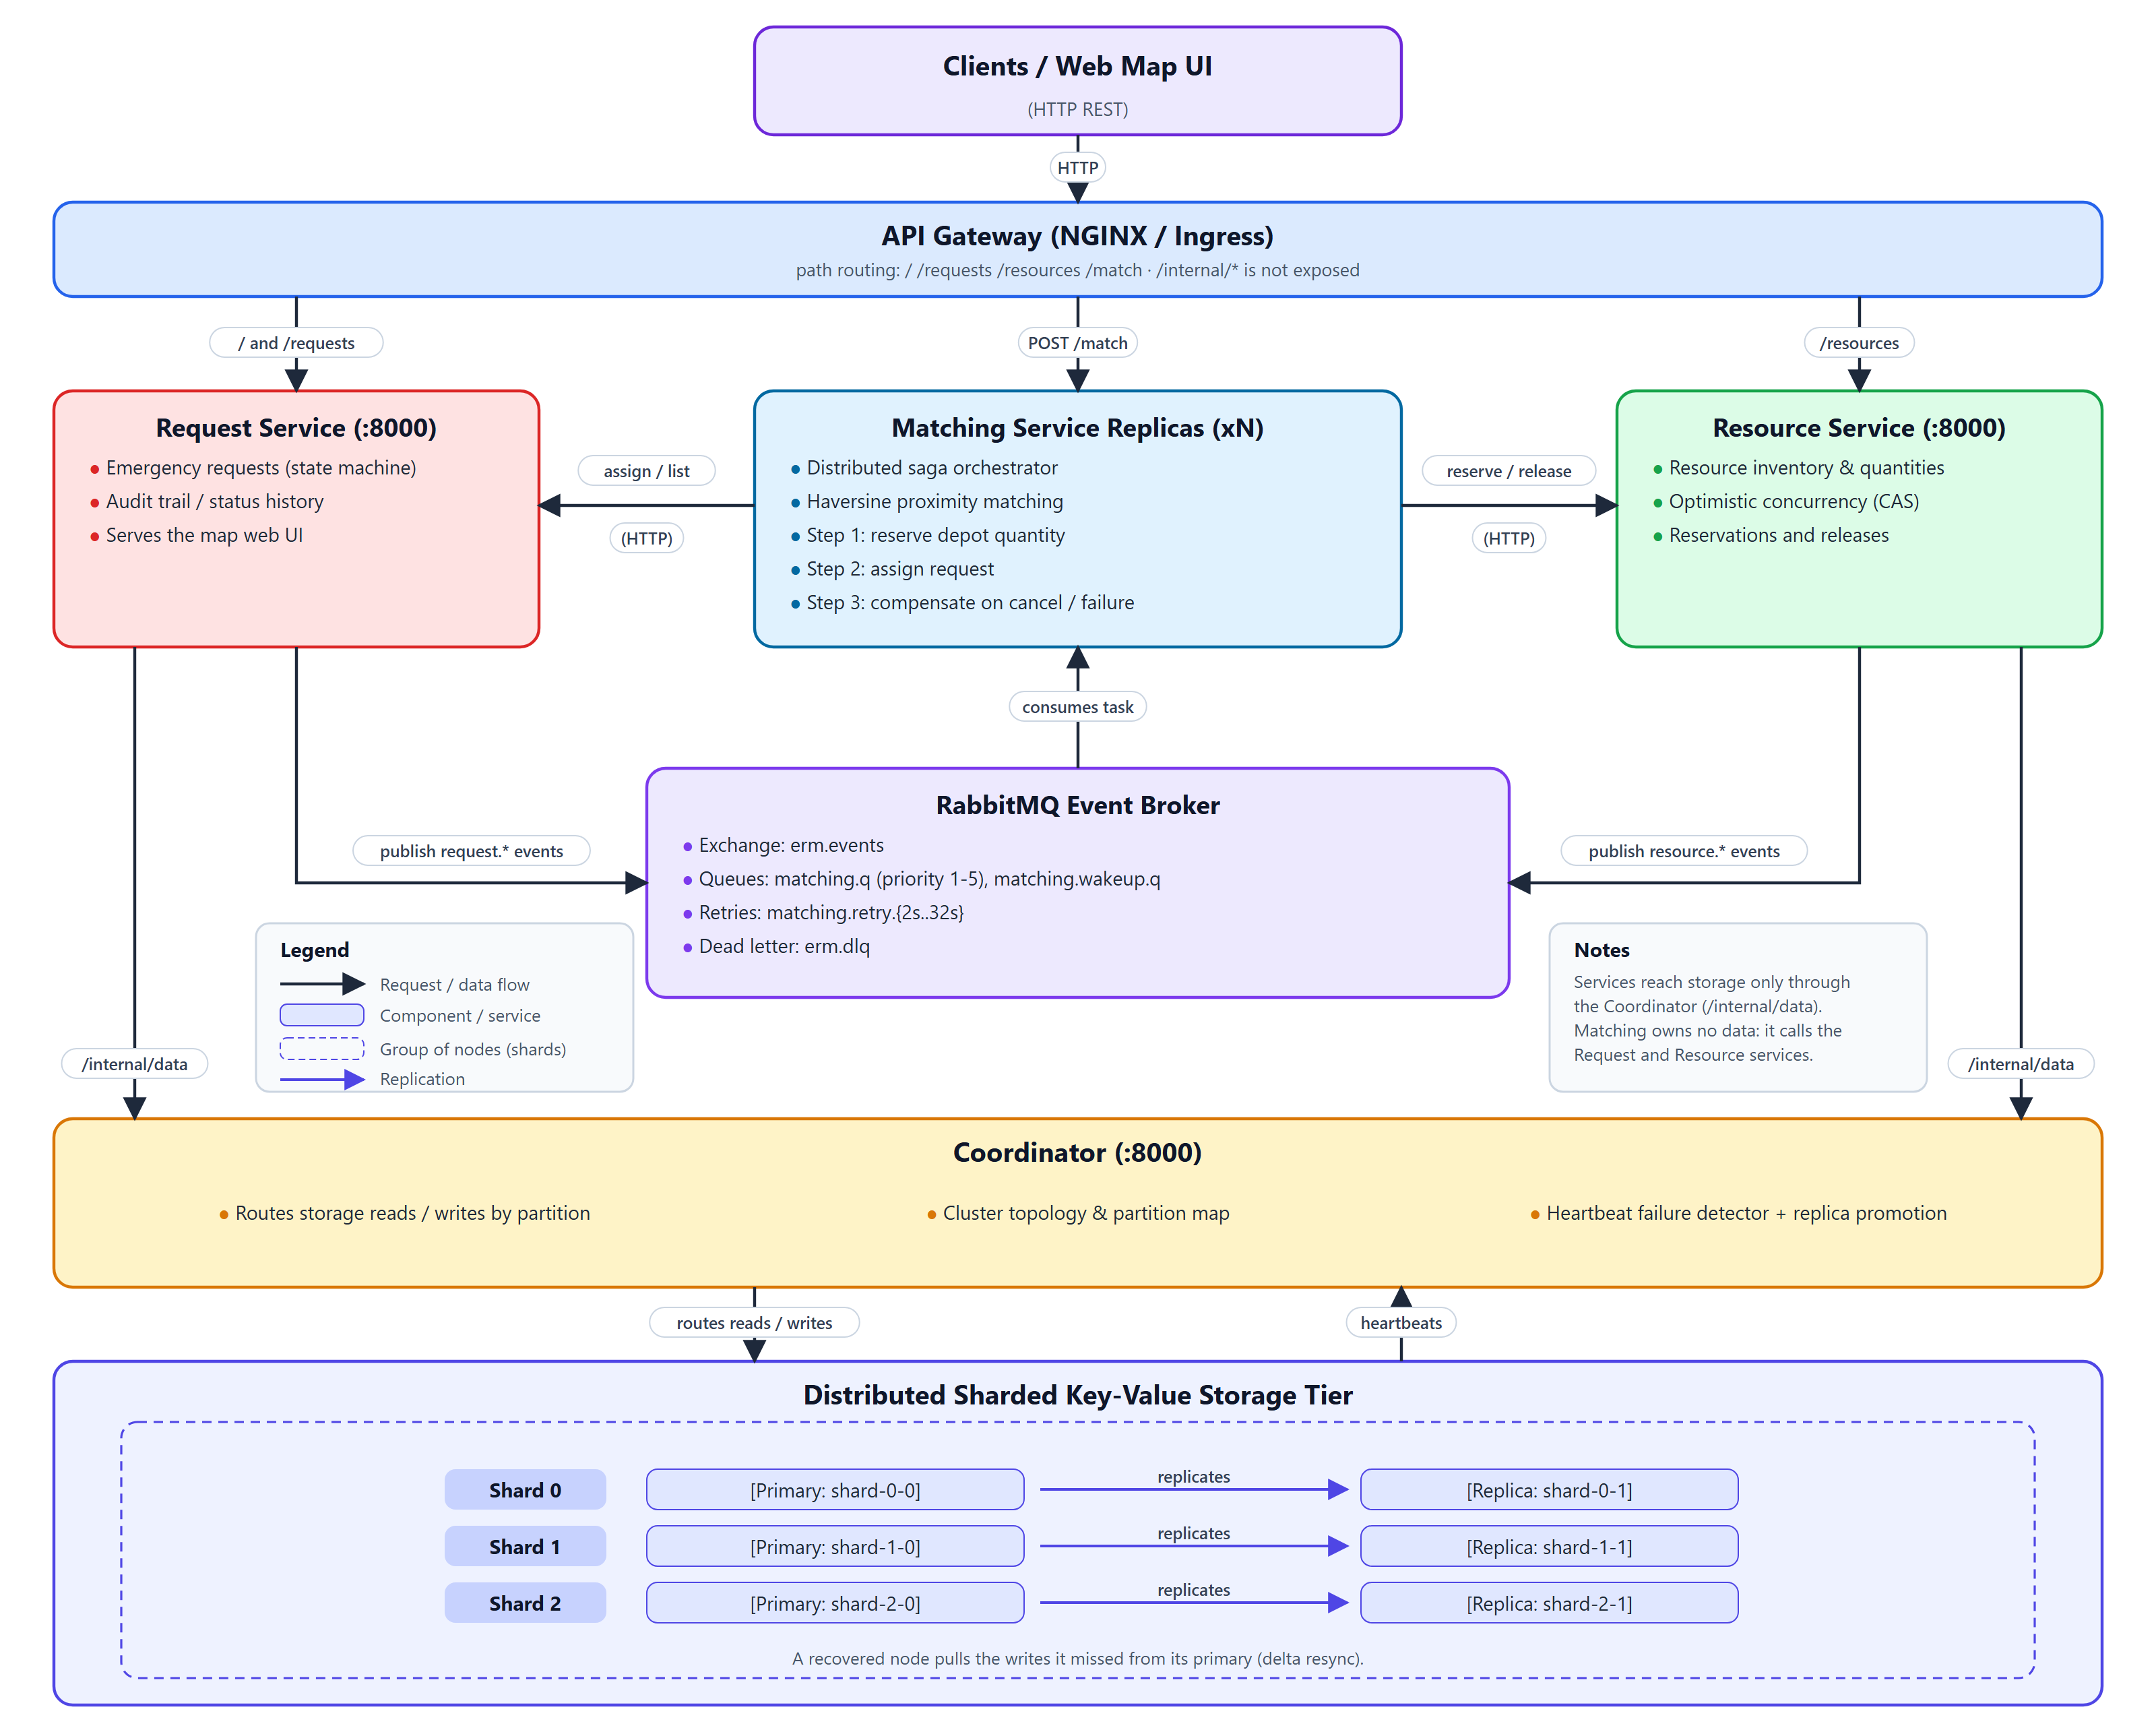 Clients / Web Map UI
(HTTP REST)
HTTP
API Gateway (NGINX / Ingress)
path routing: / /requests /resources /match · /internal/* is not exposed
/ and /requests
POST /match
/resources
Request Service (:8000)
● Emergency requests (state machine)
● Audit trail / status history
● Serves the map web UI
assign / list
(HTTP)
Matching Service Replicas (xN)
● Distributed saga orchestrator
● Haversine proximity matching
● Step 1: reserve depot quantity
● Step 2: assign request
● Step 3: compensate on cancel / failure
reserve / release
(HTTP)
Resource Service (:8000)
● Resource inventory & quantities
● Optimistic concurrency (CAS)
● Reservations and releases
consumes task
publish request.* events
RabbitMQ Event Broker
● Exchange: erm.events
● Queues: matching.q (priority 1-5), matching.wakeup.q
● Retries: matching.retry.{2s..32s}
● Dead letter: erm.dlq
publish resource.* events
Legend
Request / data flow
Component / service
Group of nodes (shards)
Replication
Notes
Services reach storage only through
the Coordinator (/internal/data).
Matching owns no data: it calls the
Request and Resource services.
/internal/data
/internal/data
Coordinator (:8000)
● Routes storage reads / writes by partition
● Cluster topology & partition map
● Heartbeat failure detector + replica promotion
routes reads / writes
heartbeats
Distributed Sharded Key-Value Storage Tier
Shard 0
[Primary: shard-0-0]
replicates
[Replica: shard-0-1]
Shard 1
[Primary: shard-1-0]
replicates
[Replica: shard-1-1]
Shard 2
[Primary: shard-2-0]
replicates
[Replica: shard-2-1]
A recovered node pulls the writes it missed from its primary (delta resync).